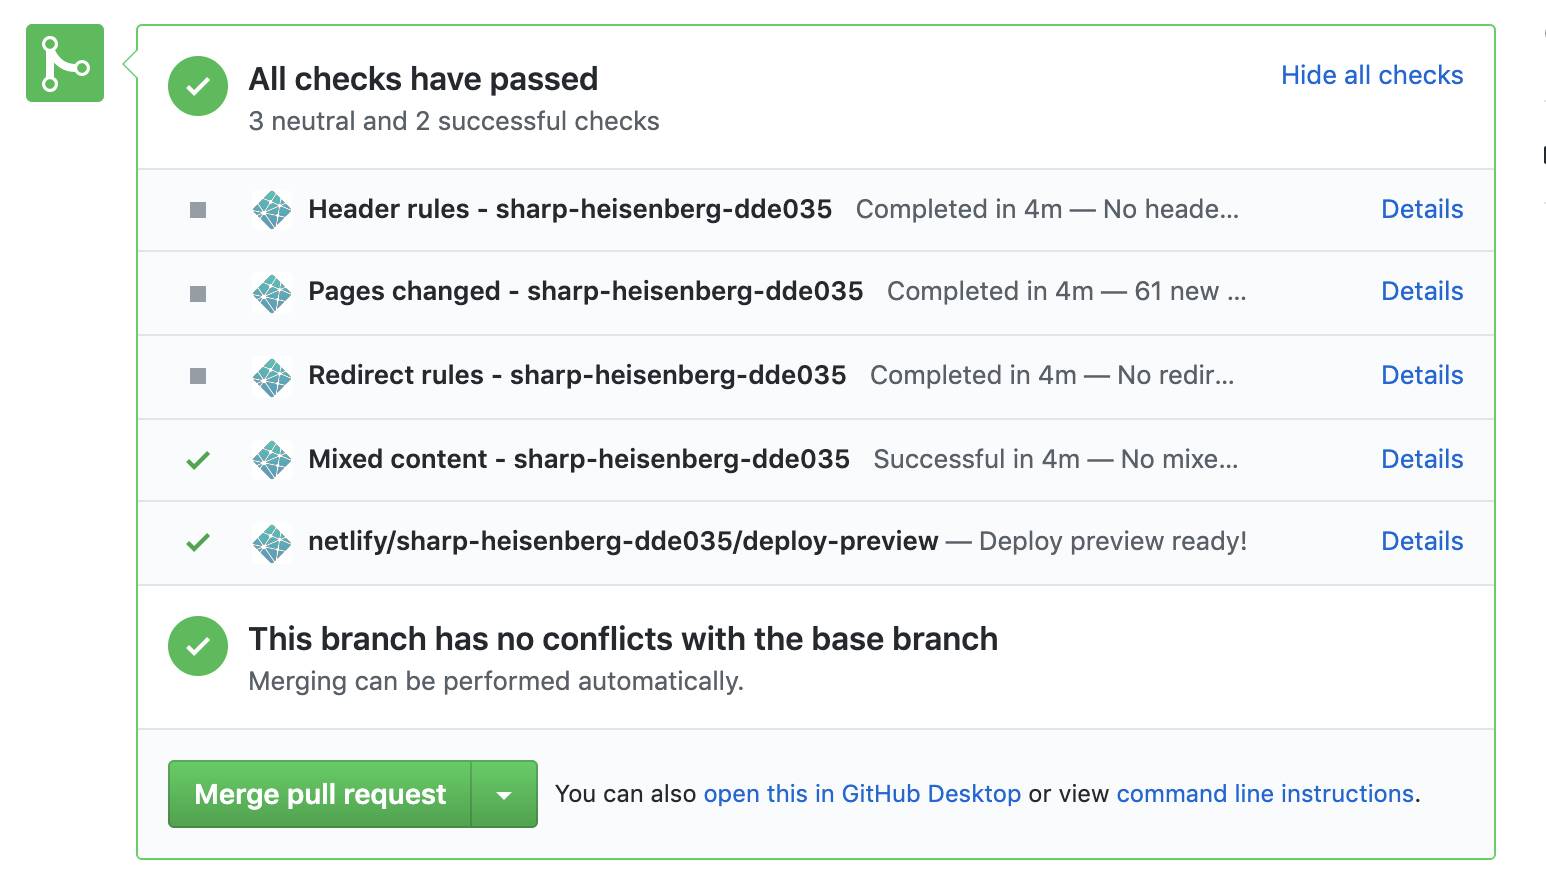 All checks have passed
Hide all checks
3 neutral and 2 successful checks
Header rules - sharp-heisenberg-dde035 Completed in 4m — No heade... Details
Pages changed - sharp-heisenberg-dde035 Completed in 4m — 61 new ... Details
Redirect rules - sharp-heisenberg-dde035 Completed in 4m — No redir... Details
Mixed content - sharp-heisenberg-dde035 Successful in 4m — No mixe... Details
netlify/sharp-heisenberg-dde035/deploy-preview — Deploy preview ready! Details
This branch has no conflicts with the base branch
Merging can be performed automatically.
Merge pull request You can also open this in GitHub Desktop or view command line instructions.